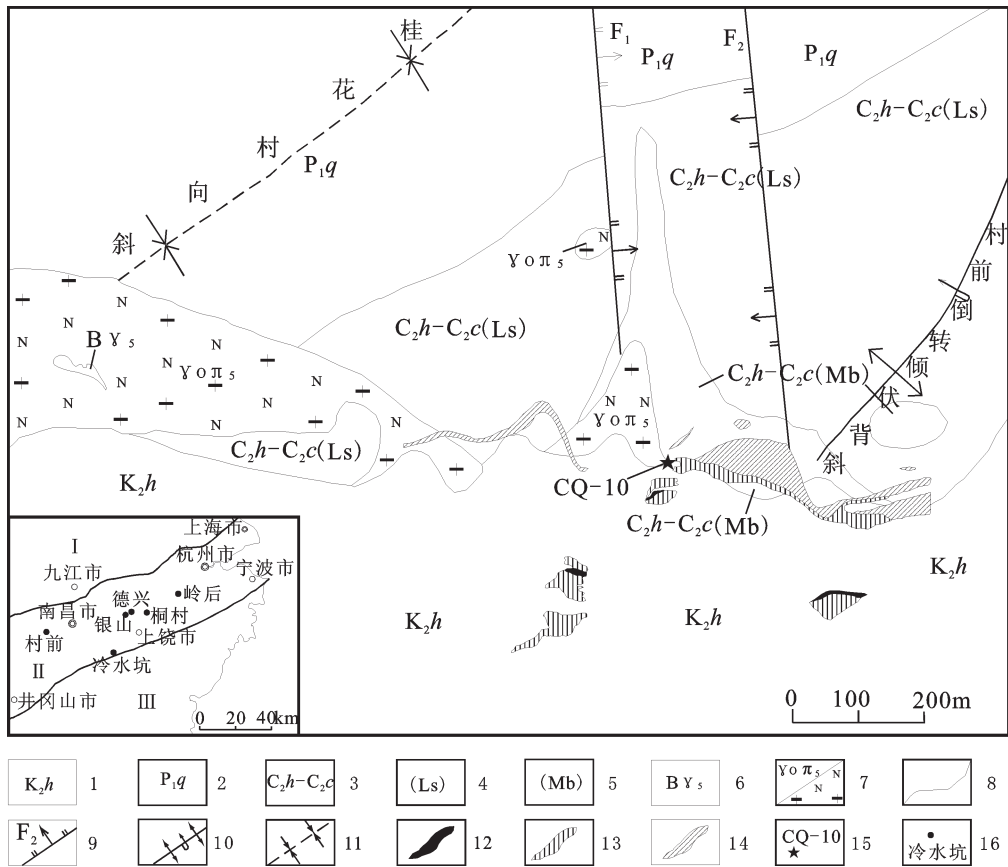 桂
花
村
向
斜
P₁q
F₁
P₁q
F₂
P₁q
C₂h-C₂c(Ls)
C₂h-C₂c(Ls)
γοπ₅
N
C₂h-C₂c(Ls)
村
前
倒
转
倾
伏
背
斜
N
N
N
Bγ₅
N
N
γοπ₅
N
N
N
N
N
N
N
C₂h-C₂c(Ls)
N
N
γοπ₅
C₂h-C₂c(Mb)
K₂h
CQ-10
C₂h-C₂c(Mb)
K₂h
K₂h
K₂h
0 100 200m
上海市
Ⅰ
杭州市
九江市
宁波市
岭后
德兴
南昌市
银山
桐村
村前
上饶市
冷水坑
Ⅱ
井冈山市
Ⅲ
0 20 40km
K₂h 1
P₁q 2
C₂h-C₂c 3
(Ls) 4
(Mb) 5
Bγ₅ 6
γοπ₅ N N N 7
8
F₂ 9
10
11
12
13
14
CQ-10 15
冷水坑 16